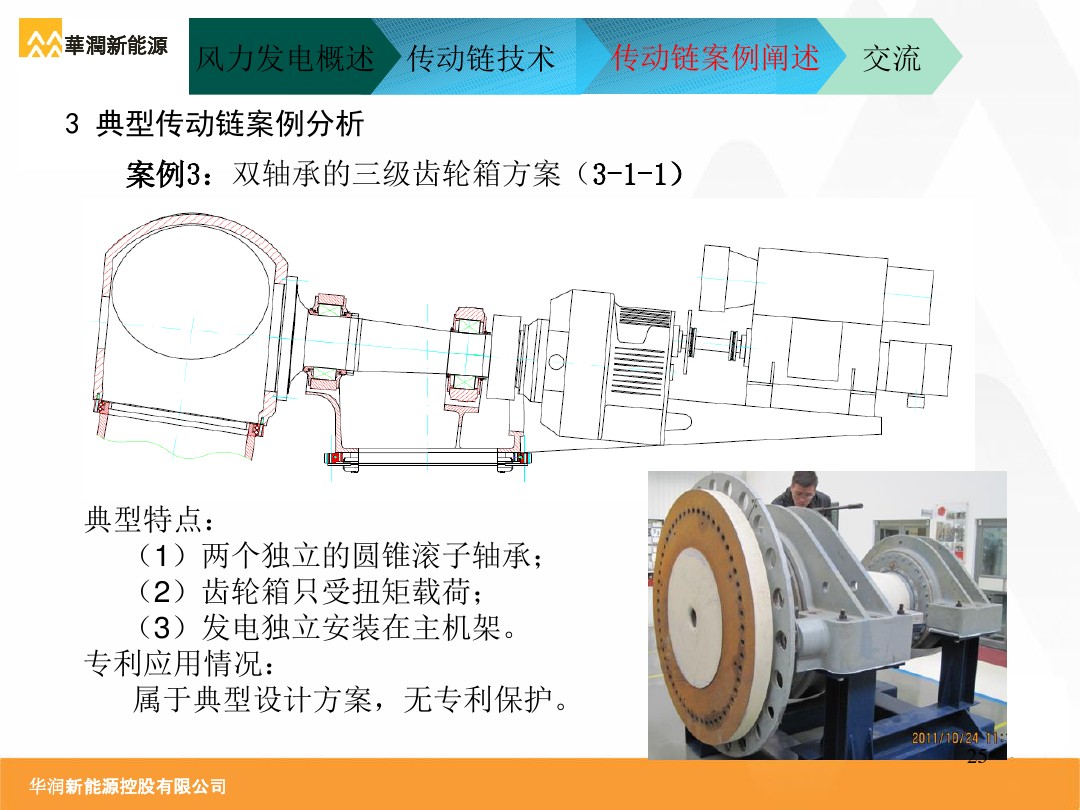 華潤新能源
风力发电概述 传动链技术 传动链案例阐述 交流
3 典型传动链案例分析
案例3：双轴承的三级齿轮箱方案（3-1-1）
典型特点：
（1）两个独立的圆锥滚子轴承；
（2）齿轮箱只受扭矩载荷；
（3）发电独立安装在主机架。
专利应用情况：
属于典型设计方案，无专利保护。
2011/10/24 11:
25
华润新能源控股有限公司